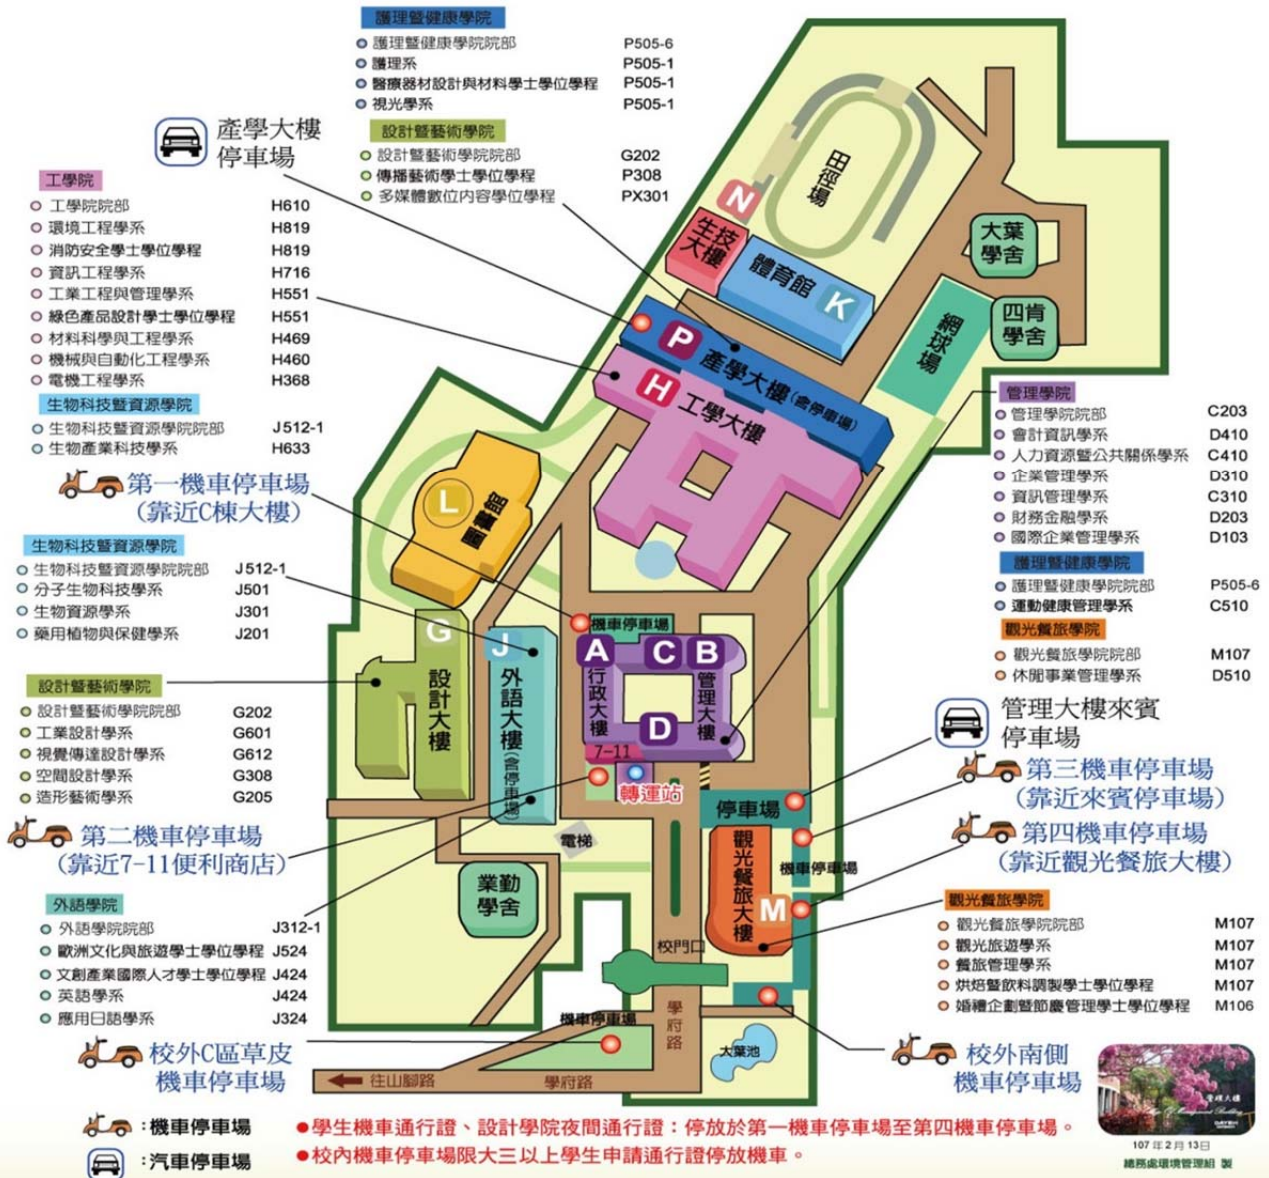 護理暨健康學院
護理暨健康學院院部 P505-6
護理系 P505-1
醫療器材設計與材料學士學位學程 P505-1
視光學系 P505-1
設計暨藝術學院
設計暨藝術學院院部 G202
傳播藝術學士學位學程 P308
多媒體數位內容學位學程 PX301
產學大樓
停車場
工學院
工學院院部 H610
環境工程學系 H819
消防安全學士學位學程 H819
資訊工程學系 H716
工業工程與管理學系 H551
綠色產品設計學士學位學程 H551
材料科學與工程學系 H469
機械與自動化工程學系 H460
電機工程學系 H368
生物科技暨資源學院
生物科技暨資源學院院部 J512-1
生物產業科技學系 H633
第一機車停車場
(靠近C棟大樓)
生物科技暨資源學院
生物科技暨資源學院院部 J512-1
分子生物科技學系 J501
生物資源學系 J301
藥用植物與保健學系 J201
設計暨藝術學院
設計暨藝術學院院部 G202
工業設計學系 G601
視覺傳達設計學系 G612
空間設計學系 G308
造形藝術學系 G205
第二機車停車場
(靠近7-11便利商店)
外語學院
外語學院院部 J312-1
歐洲文化與旅遊學士學位學程 J524
文創產業國際人才學士學位學程 J424
英語學系 J424
應用日語學系 J324
校外C區草皮
機車停車場
田徑場
N
生技大樓
體育館
K
大葉學舍
四肯學舍
網球場
P
產學大樓(含停車場)
H
工學大樓
L
圖書館
G
設計大樓
J
外語大樓(含停車場)
機車停車場
A
行政大樓
C
B
管理大樓
D
7-11
轉運站
電梯
業勤學舍
停車場
觀光餐旅大樓
M
機車停車場
校門口
學府路
機車停車場
大葉池
往山腳路
學府路
管理學院
管理學院院部 C203
會計資訊學系 D410
人力資源暨公共關係學系 C410
企業管理學系 D310
資訊管理學系 C310
財務金融學系 D203
國際企業管理學系 D103
護理暨健康學院
護理暨健康學院院部 P505-6
運動健康管理學系 C510
觀光餐旅學院
觀光餐旅學院院部 M107
休閒事業管理學系 D510
管理大樓來賓
停車場
第三機車停車場
(靠近來賓停車場)
第四機車停車場
(靠近觀光餐旅大樓)
觀光餐旅學院
觀光餐旅學院院部 M107
觀光旅遊學系 M107
餐旅管理學系 M107
烘焙暨飲料調製學士學位學程 M107
婚禮企劃暨節慶管理學士學位學程 M106
校外南側
機車停車場
:機車停車場
:汽車停車場
●學生機車通行證、設計學院夜間通行證:停放於第一機車停車場至第四機車停車場。
●校內機車停車場限大三以上學生申請通行證停放機車。
管理大樓
107年2月13日
總務處環境管理組 製